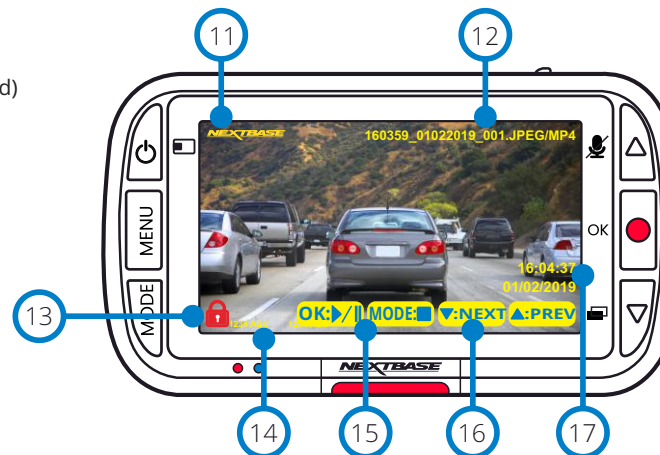 11
12
d)
NEXTBASE
160359_01022019_001.JPEG/MP4
MENU
OK
16:04:37
01/02/2019
MODE
13
OK:▶/⏸
MODE:■
▼:NEXT
▲:PREV
NEXTBASE
14
15
16
17